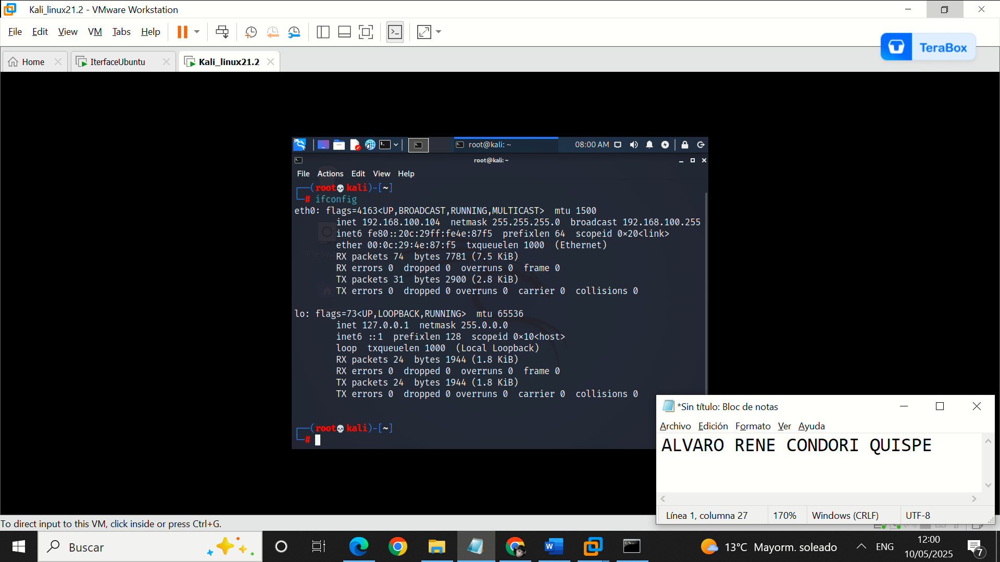 Kali_linux21.2 - VMware Workstation
File Edit View VM Tabs Help
TeraBox
Home IterfaceUbuntu Kali_linux21.2
root@kali: ~ 08:00 AM
root@kali: ~
File Actions Edit View Help
┌──(root💀kali)-[~]
└─# ifconfig
eth0: flags=4163<UP,BROADCAST,RUNNING,MULTICAST>  mtu 1500
        inet 192.168.100.104  netmask 255.255.255.0  broadcast 192.168.100.255
        inet6 fe80::20c:29ff:fe4e:87f5  prefixlen 64  scopeid 0×20<link>
        ether 00:0c:29:4e:87:f5  txqueuelen 1000  (Ethernet)
        RX packets 74  bytes 7781 (7.5 KiB)
        RX errors 0  dropped 0  overruns 0  frame 0
        TX packets 31  bytes 2900 (2.8 KiB)
        TX errors 0  dropped 0 overruns 0  carrier 0  collisions 0
lo: flags=73<UP,LOOPBACK,RUNNING>  mtu 65536
        inet 127.0.0.1  netmask 255.0.0.0
        inet6 ::1  prefixlen 128  scopeid 0×10<host>
        loop  txqueuelen 1000  (Local Loopback)
        RX packets 24  bytes 1944 (1.8 KiB)
        RX errors 0  dropped 0  overruns 0  frame 0
        TX packets 24  bytes 1944 (1.8 KiB)
        TX errors 0  dropped 0 overruns 0  carrier 0  collisions 0
┌──(root💀kali)-[~]
└─#
*Sin título: Bloc de notas
Archivo Edición Formato Ver Ayuda
ALVARO RENE CONDORI QUISPE
Línea 1, columna 27 170% Windows (CRLF) UTF-8
To direct input to this VM, click inside or press Ctrl+G.
Buscar
13°C Mayorm. soleado
ENG
12:00
10/05/2025
7